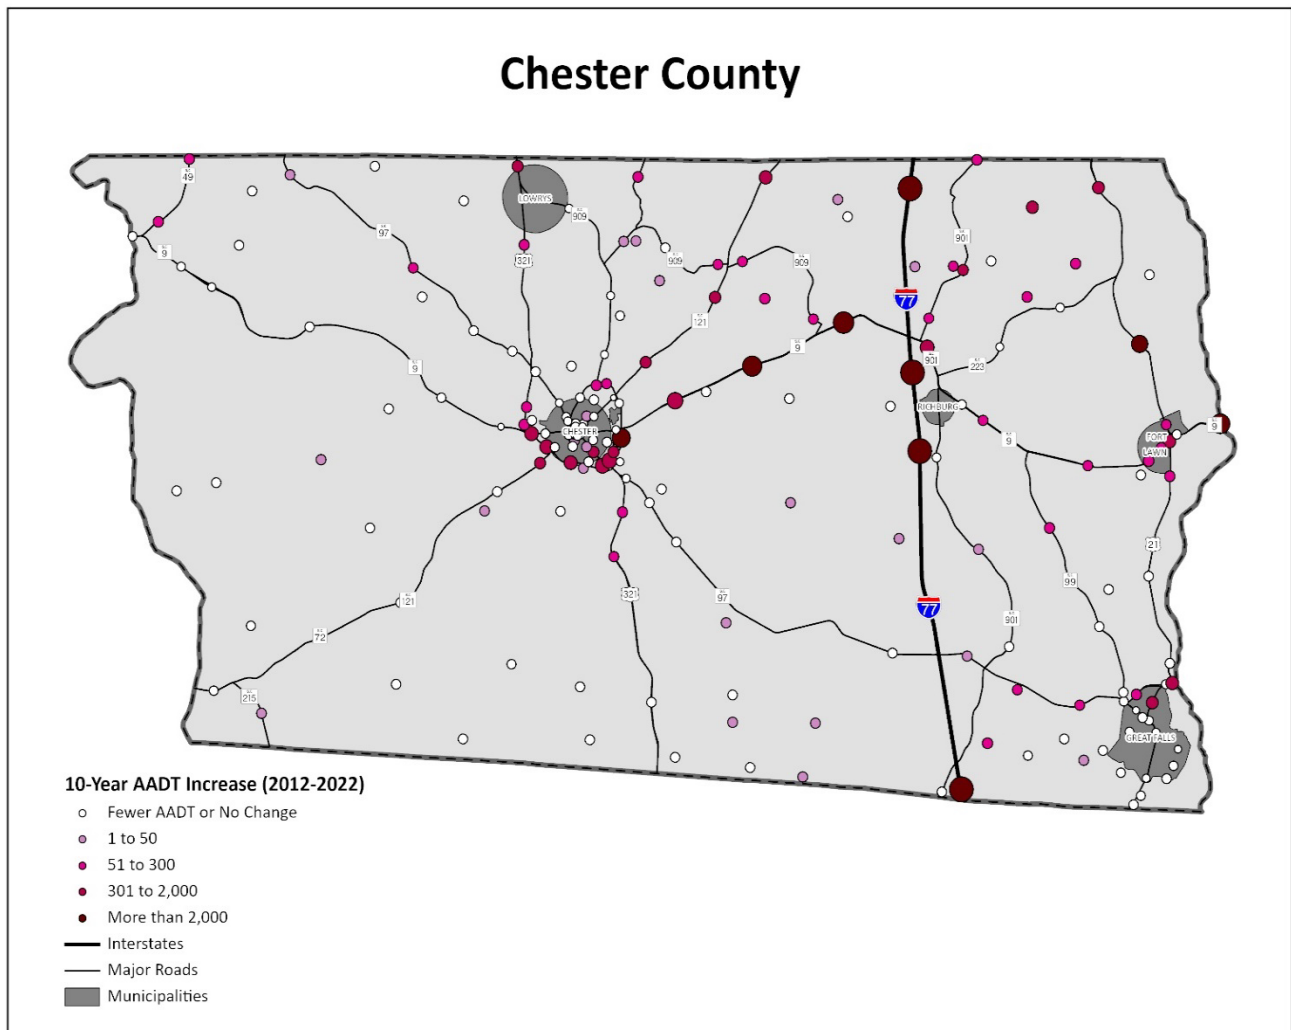 Chester County
49
LOWRYS
909
97
901
9
321
909
909
77
121
9
9
901
223
RICHBURG
CHESTER
9
FORT
LAWN
9
21
121
321
97
99
77
901
72
215
GREAT FALLS
10-Year AADT Increase (2012-2022)
Fewer AADT or No Change
1 to 50
51 to 300
301 to 2,000
More than 2,000
Interstates
Major Roads
Municipalities